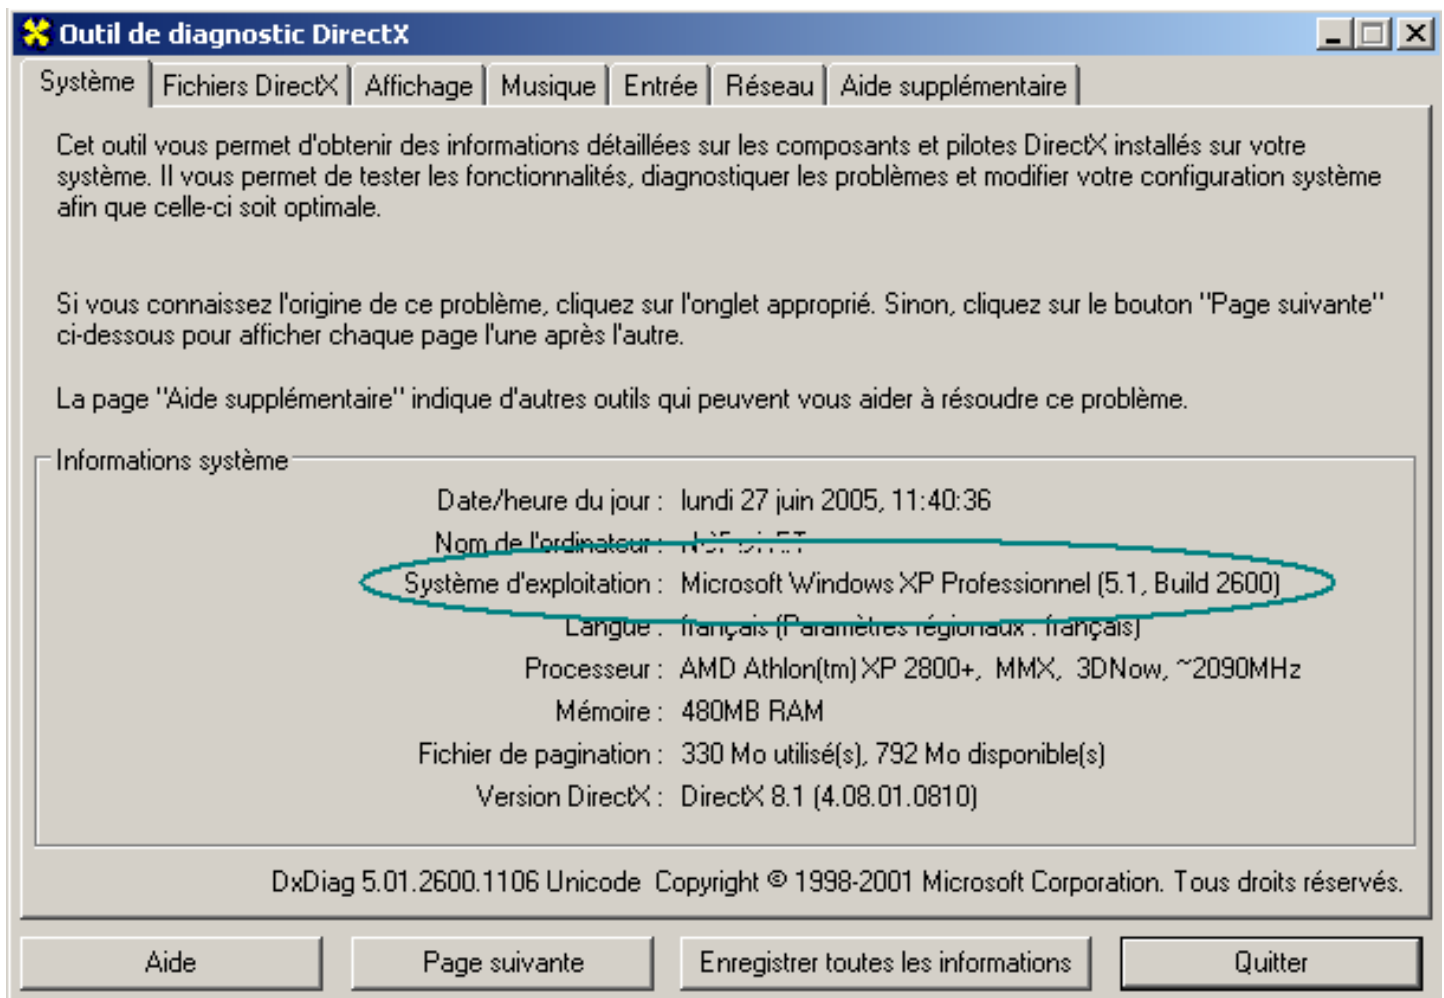 Outil de diagnostic DirectX
Système Fichiers DirectX Affichage Musique Entrée Réseau Aide supplémentaire
Cet outil vous permet d'obtenir des informations détaillées sur les composants et pilotes DirectX installés sur votre
système. Il vous permet de tester les fonctionnalités, diagnostiquer les problèmes et modifier votre configuration système
afin que celle-ci soit optimale.
Si vous connaissez l'origine de ce problème, cliquez sur l'onglet approprié. Sinon, cliquez sur le bouton "Page suivante"
ci-dessous pour afficher chaque page l'une après l'autre.
La page "Aide supplémentaire" indique d'autres outils qui peuvent vous aider à résoudre ce problème.
Informations système
Date/heure du jour : lundi 27 juin 2005, 11:40:36
Nom de l'ordinateur :
Système d'exploitation : Microsoft Windows XP Professionnel (5.1, Build 2600)
Langue : français (Paramètres régionaux : français)
Processeur : AMD Athlon(tm) XP 2800+, MMX, 3DNow, ~2090MHz
Mémoire : 480MB RAM
Fichier de pagination : 330 Mo utilisé(s), 792 Mo disponible(s)
Version DirectX : DirectX 8.1 (4.08.01.0810)
DxDiag 5.01.2600.1106 Unicode Copyright © 1998-2001 Microsoft Corporation. Tous droits réservés.
Aide Page suivante Enregistrer toutes les informations Quitter